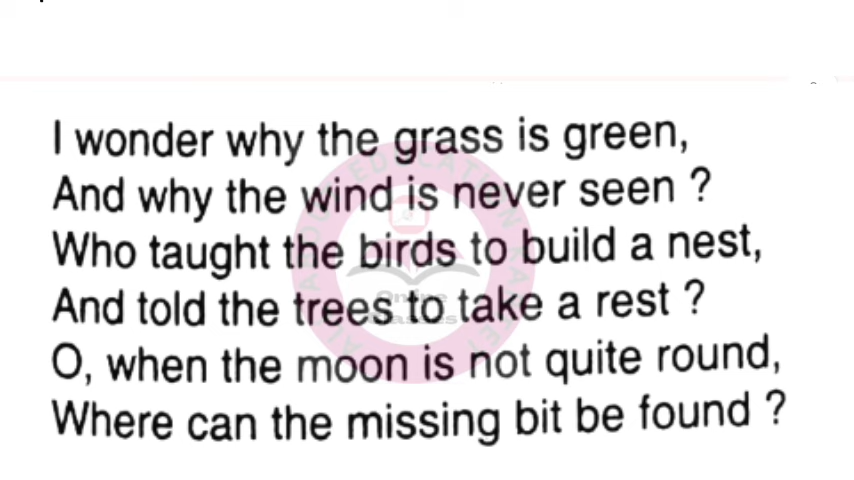 I wonder why the grass is green,
And why the wind is never seen ?
Who taught the birds to build a nest,
And told the trees to take a rest ?
O, when the moon is not quite round,
Where can the missing bit be found ?
Online
Classes